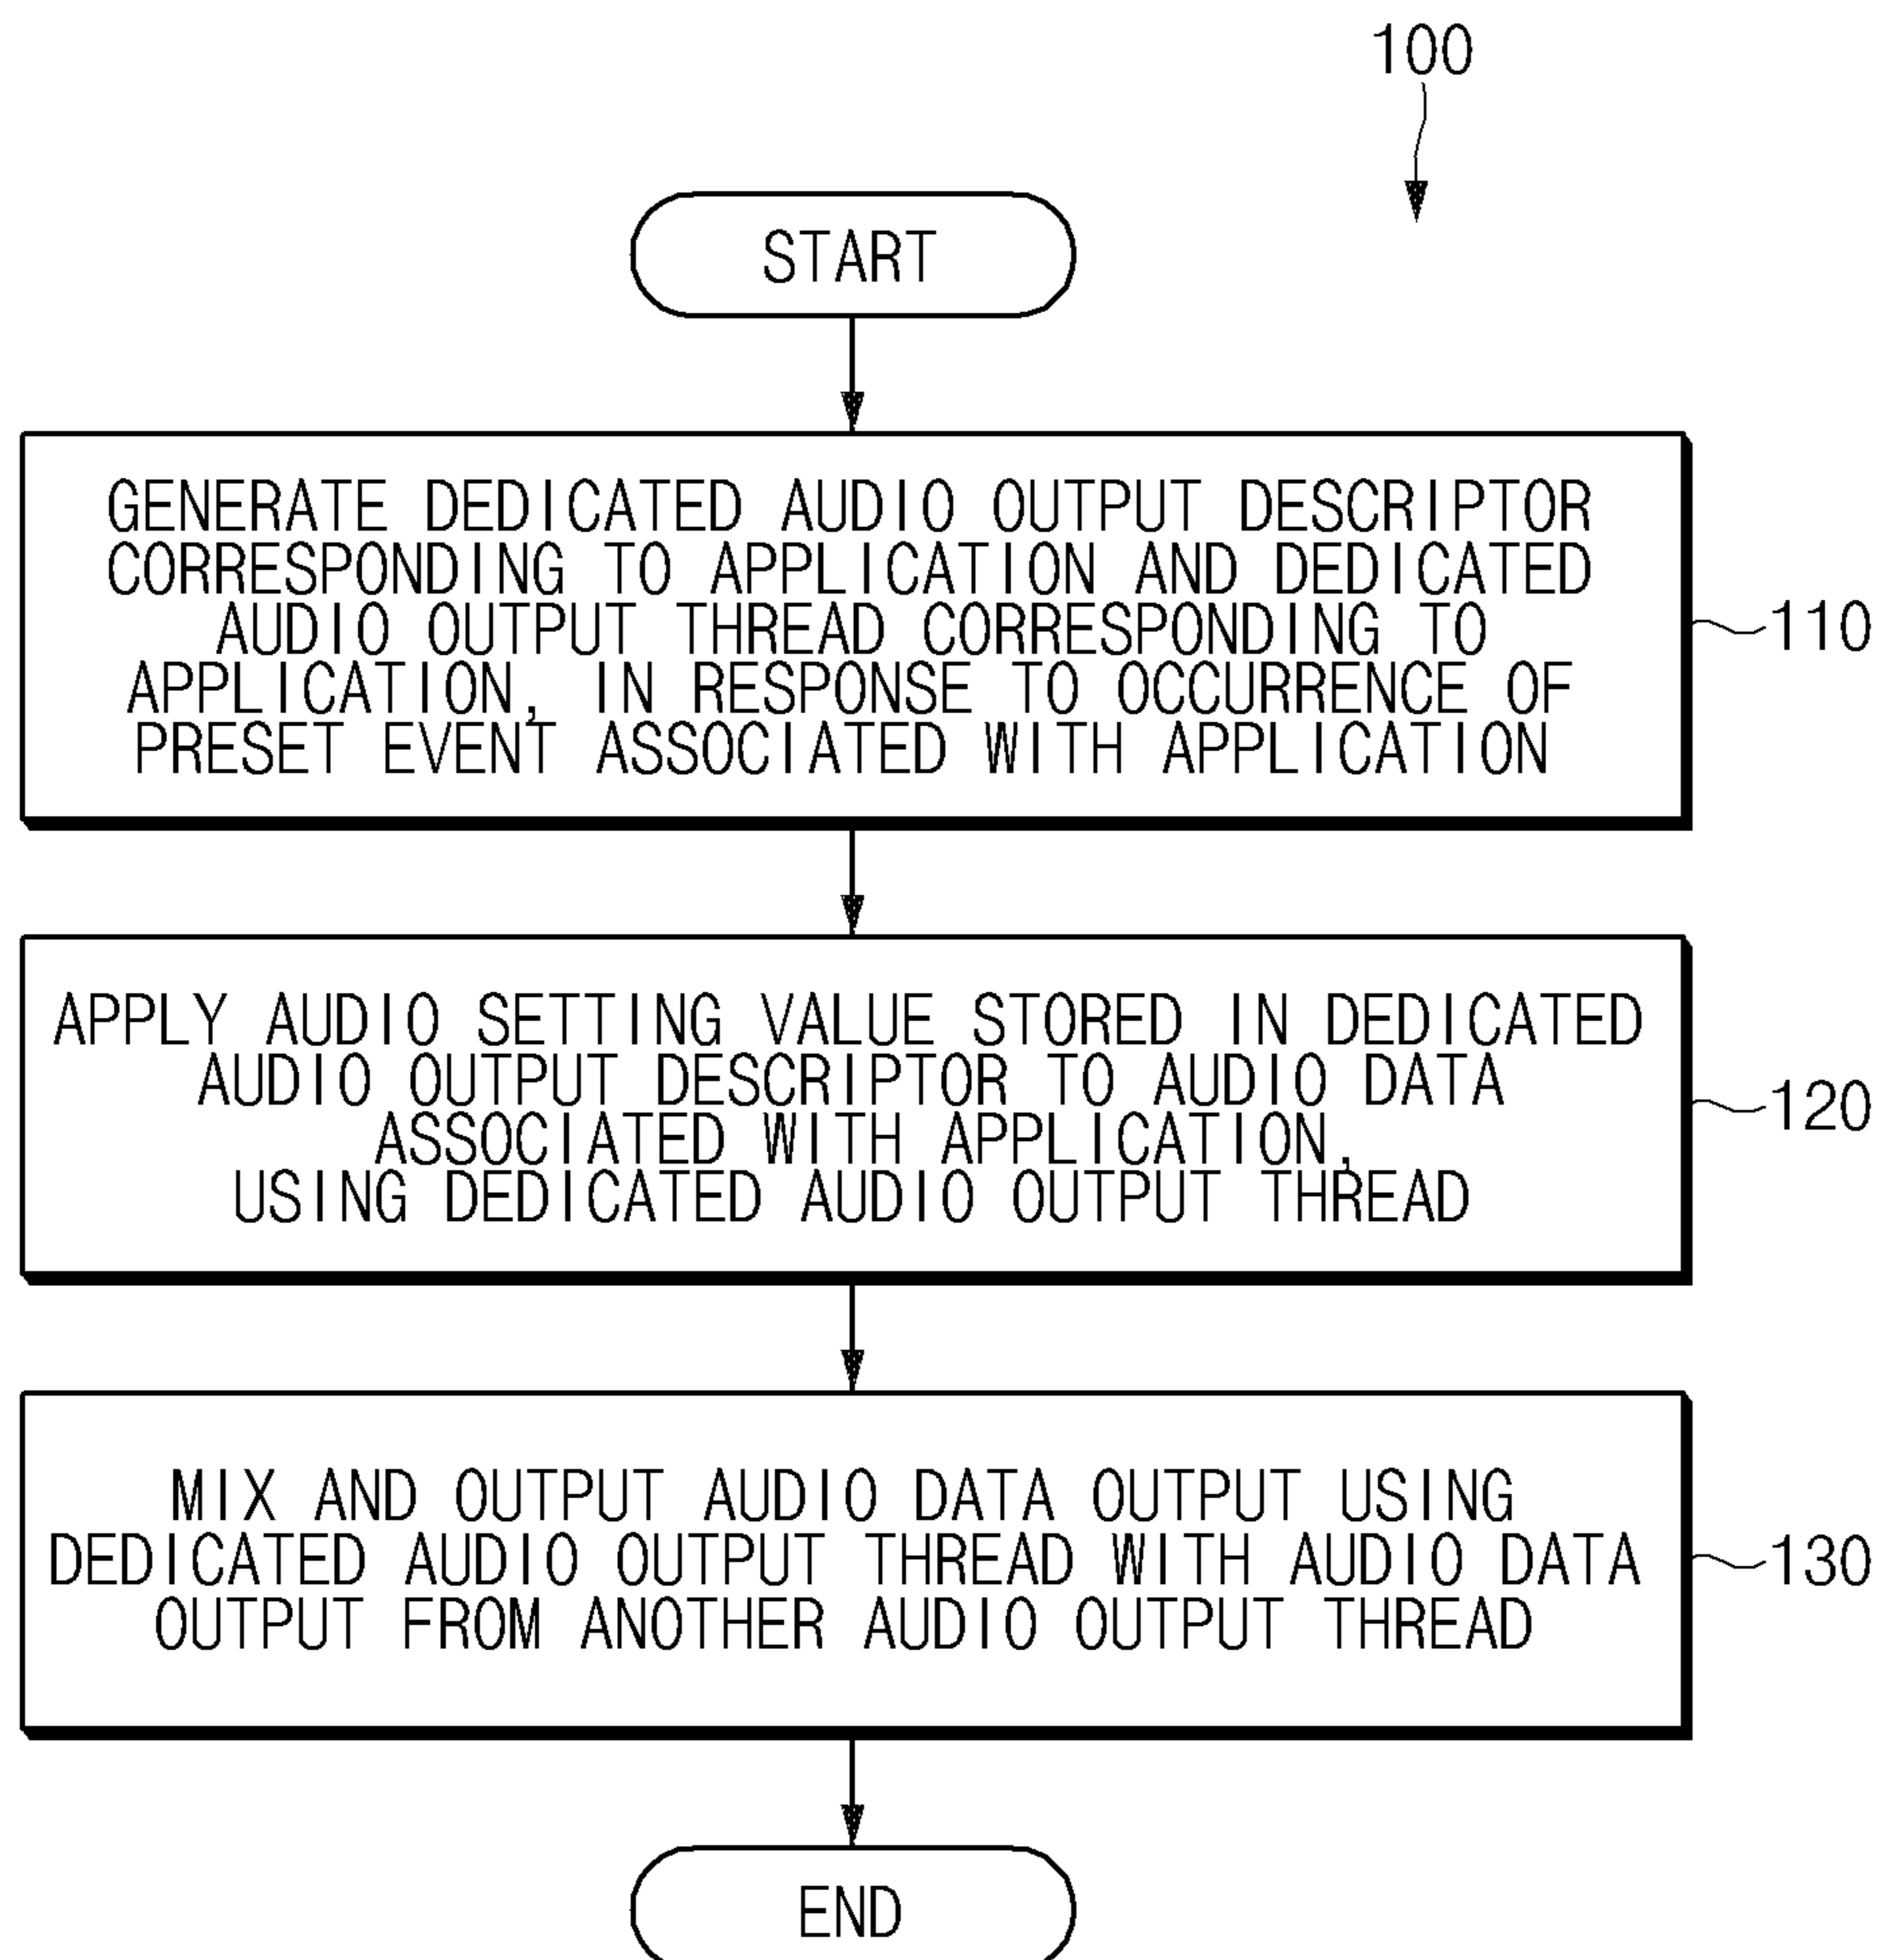 100
START
GENERATE DEDICATED AUDIO OUTPUT DESCRIPTOR
CORRESPONDING TO APPLICATION AND DEDICATED
AUDIO OUTPUT THREAD CORRESPONDING TO
APPLICATION, IN RESPONSE TO OCCURRENCE OF
PRESET EVENT ASSOCIATED WITH APPLICATION
110
APPLY AUDIO SETTING VALUE STORED IN DEDICATED
AUDIO OUTPUT DESCRIPTOR TO AUDIO DATA
ASSOCIATED WITH APPLICATION,
USING DEDICATED AUDIO OUTPUT THREAD
120
MIX AND OUTPUT AUDIO DATA OUTPUT USING
DEDICATED AUDIO OUTPUT THREAD WITH AUDIO DATA
OUTPUT FROM ANOTHER AUDIO OUTPUT THREAD
130
END